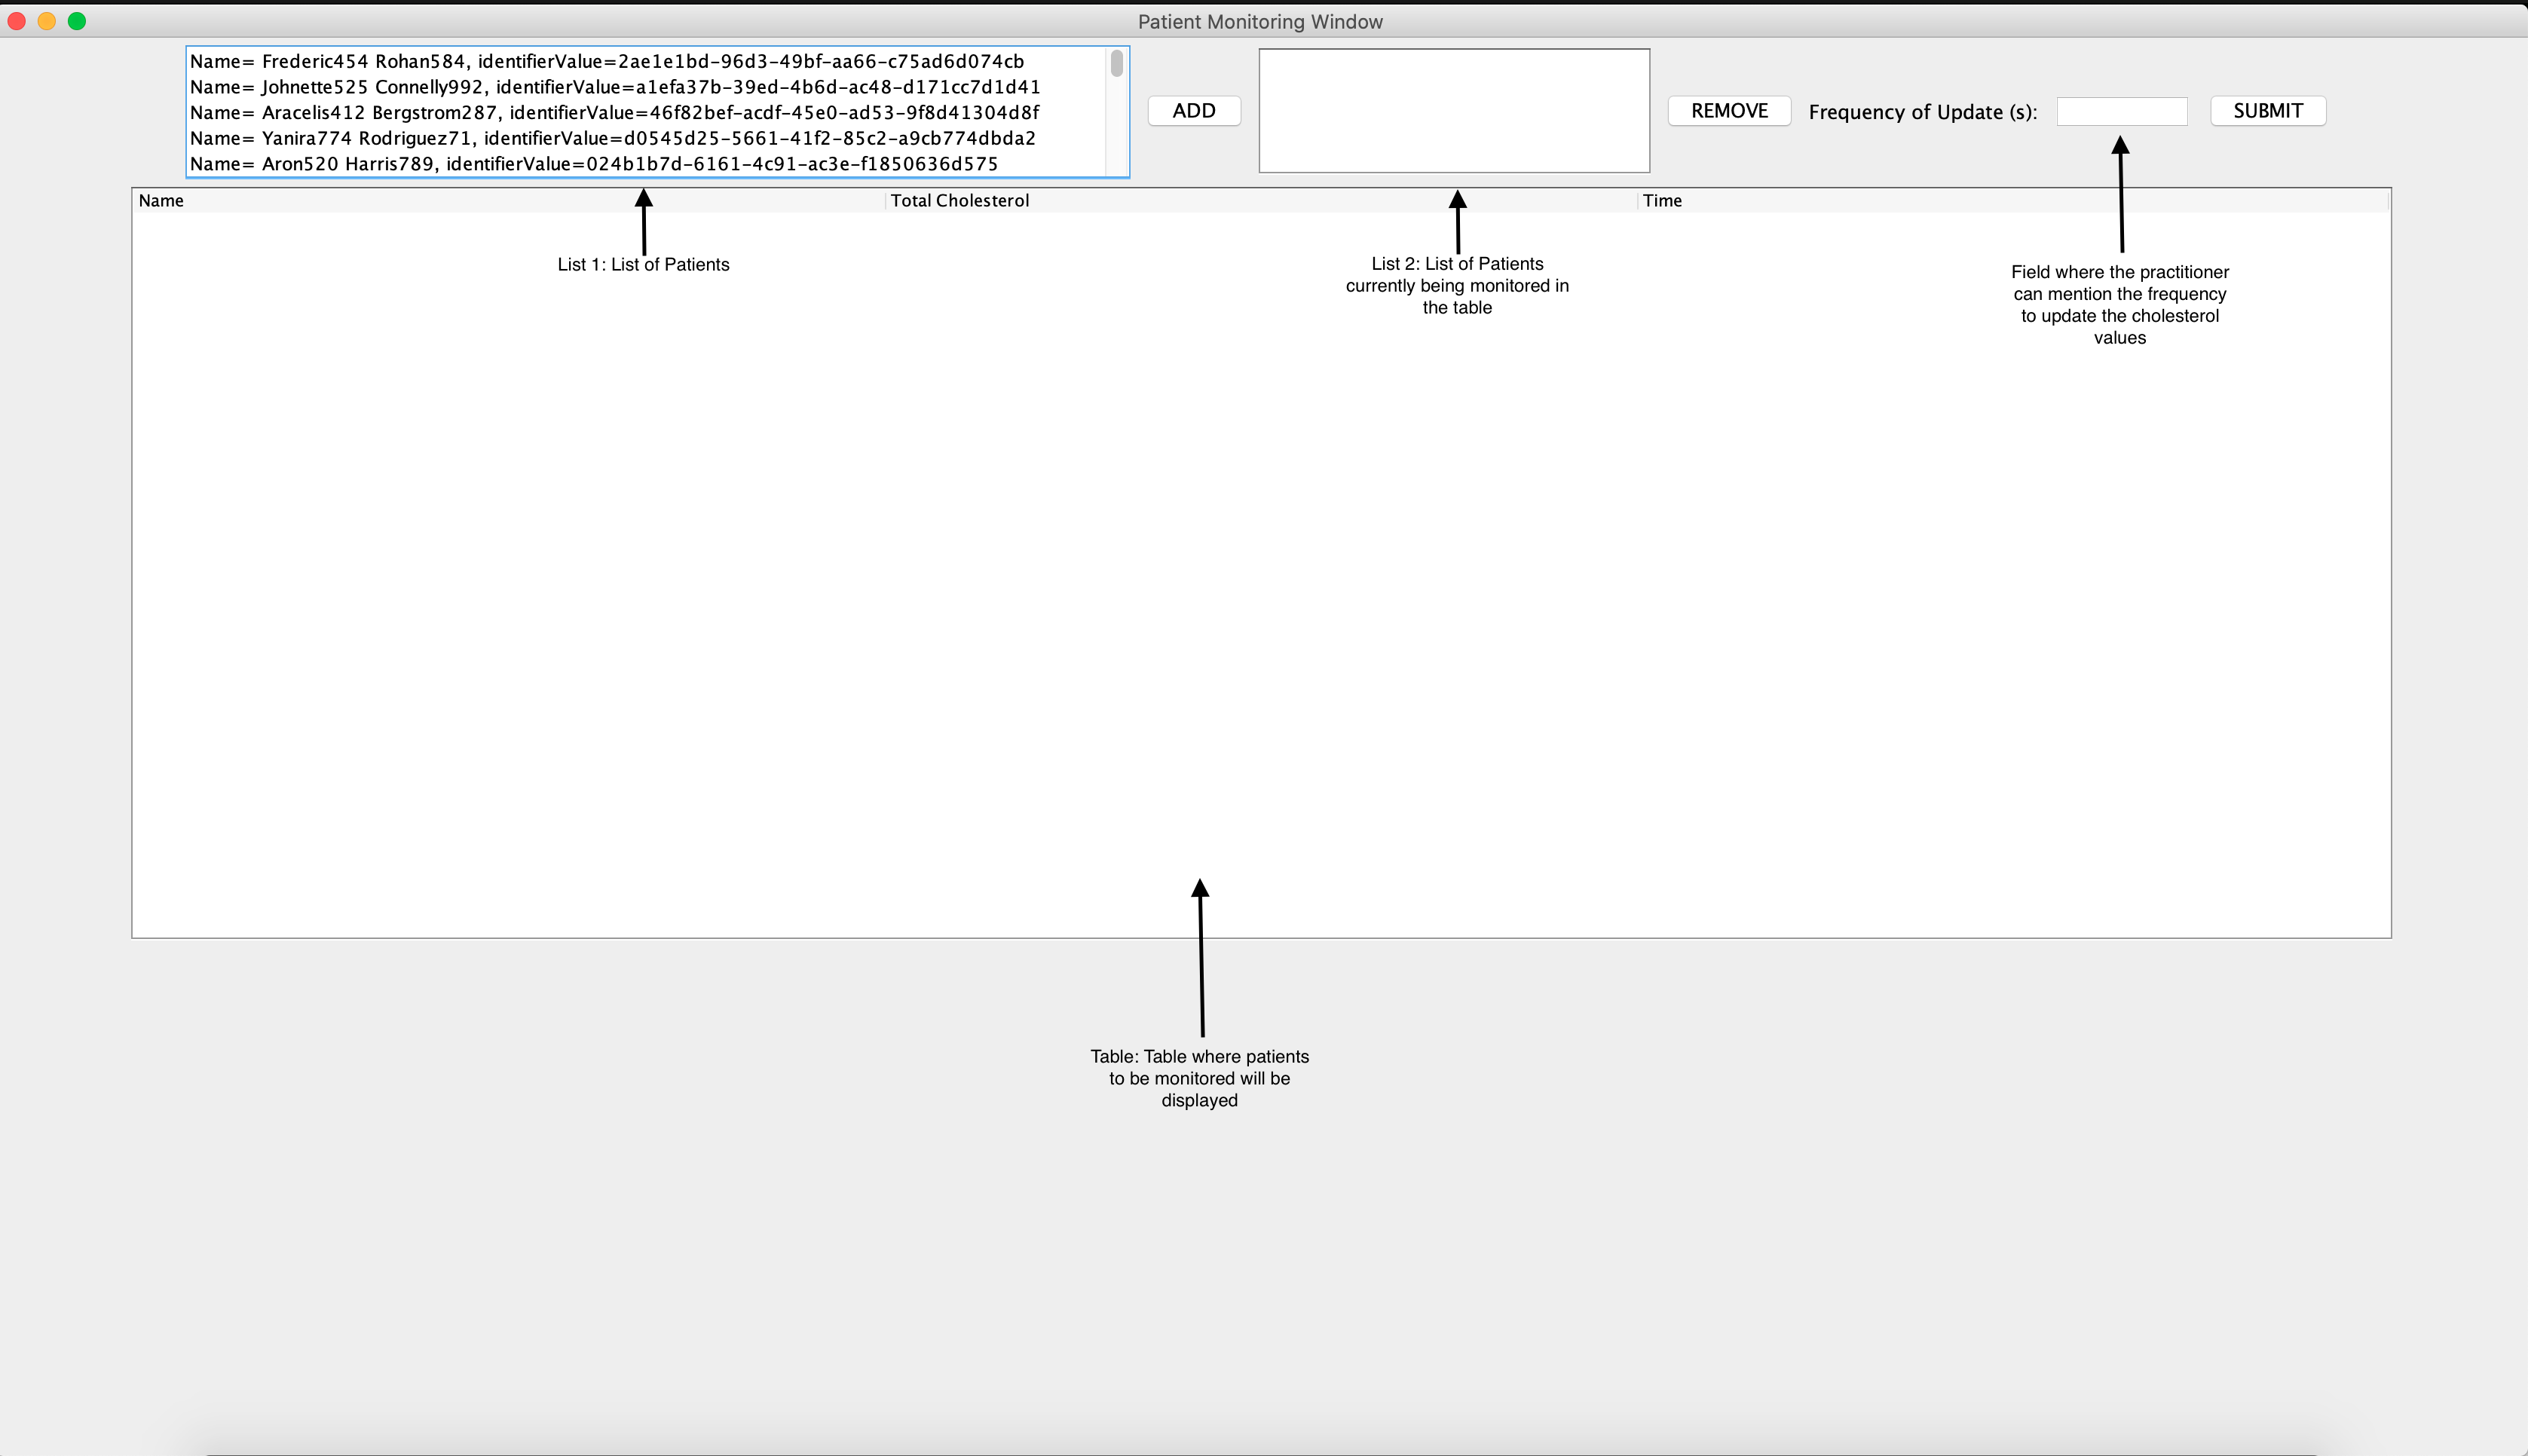 Patient Monitoring Window
Name= Frederic454 Rohan584, identifierValue=2ae1e1bd-96d3-49bf-aa66-c75ad6d074cb
Name= Johnette525 Connelly992, identifierValue=a1efa37b-39ed-4b6d-ac48-d171cc7d1d41
Name= Aracelis412 Bergstrom287, identifierValue=46f82bef-acdf-45e0-ad53-9f8d41304d8f
Name= Yanira774 Rodriguez71, identifierValue=d0545d25-5661-41f2-85c2-a9cb774dbda2
Name= Aron520 Harris789, identifierValue=024b1b7d-6161-4c91-ac3e-f1850636d575
ADD
REMOVE
Frequency of Update (s):
SUBMIT
Name
Total Cholesterol
Time
List 1: List of Patients
List 2: List of Patients
currently being monitored in
the table
Field where the practitioner
can mention the frequency
to update the cholesterol
values
Table: Table where patients
to be monitored will be
displayed